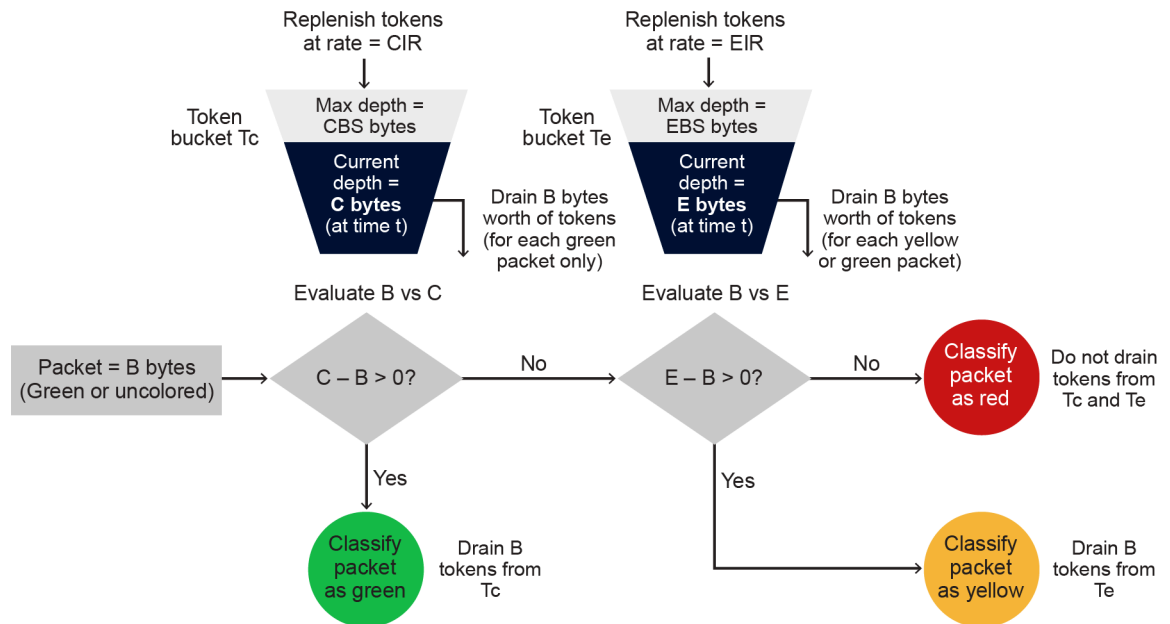 Replenish tokens
at rate = CIR
Replenish tokens
at rate = EIR
Token
bucket Tc
Max depth =
CBS bytes
Current
depth =
C bytes
(at time t)
Drain B bytes
worth of tokens
(for each green
packet only)
Token
bucket Te
Max depth =
EBS bytes
Current
depth =
E bytes
(at time t)
Drain B bytes
worth of tokens
(for each yellow
or green packet)
Evaluate B vs C
Evaluate B vs E
Packet = B bytes
(Green or uncolored)
C – B > 0?
No
E – B > 0?
No
Classify
packet
as red
Do not drain
tokens from
Tc and Te
Yes
Yes
Classify
packet
as green
Drain B
tokens from
Tc
Classify
packet
as yellow
Drain B
tokens from
Te